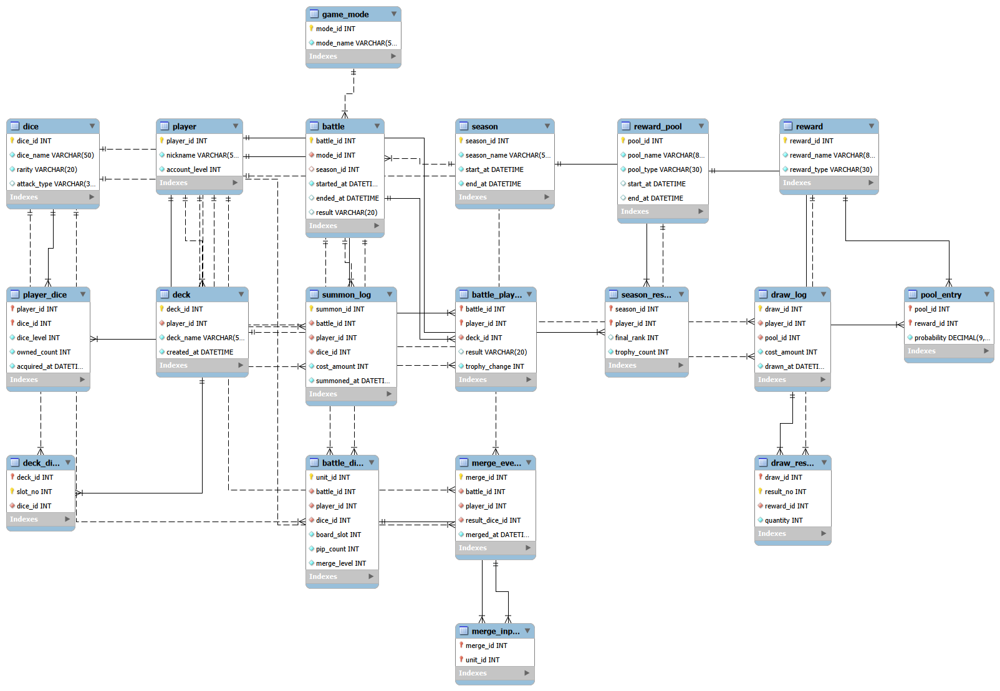 game_mode
mode_id INT
mode_name VARCHAR(5...
Indexes
dice
dice_id INT
dice_name VARCHAR(50)
rarity VARCHAR(20)
attack_type VARCHAR(3...
Indexes
player
player_id INT
nickname VARCHAR(5...
account_level INT
Indexes
battle
battle_id INT
mode_id INT
season_id INT
started_at DATETI...
ended_at DATETIME
result VARCHAR(20)
Indexes
season
season_id INT
season_name VARCHAR(5...
start_at DATETIME
end_at DATETIME
Indexes
reward_pool
pool_id INT
pool_name VARCHAR(8...
pool_type VARCHAR(30)
start_at DATETIME
end_at DATETIME
Indexes
reward
reward_id INT
reward_name VARCHAR(8...
reward_type VARCHAR(30)
Indexes
player_dice
player_id INT
dice_id INT
dice_level INT
owned_count INT
acquired_at DATETI...
Indexes
deck
deck_id INT
player_id INT
deck_name VARCHAR(5...
created_at DATETIME
Indexes
summon_log
summon_id INT
battle_id INT
player_id INT
dice_id INT
cost_amount INT
summoned_at DATETI...
Indexes
battle_play...
battle_id INT
player_id INT
deck_id INT
result VARCHAR(20)
trophy_change INT
Indexes
season_res...
season_id INT
player_id INT
final_rank INT
trophy_count INT
Indexes
draw_log
draw_id INT
player_id INT
pool_id INT
cost_amount INT
drawn_at DATETI...
Indexes
pool_entry
pool_id INT
reward_id INT
probability DECIMAL(9,...
Indexes
deck_di...
deck_id INT
slot_no INT
dice_id INT
Indexes
battle_di...
unit_id INT
battle_id INT
player_id INT
dice_id INT
board_slot INT
pip_count INT
merge_level INT
Indexes
merge_eve...
merge_id INT
battle_id INT
player_id INT
result_dice_id INT
merged_at DATETI...
Indexes
draw_res...
draw_id INT
result_no INT
reward_id INT
quantity INT
Indexes
merge_inp...
merge_id INT
unit_id INT
Indexes